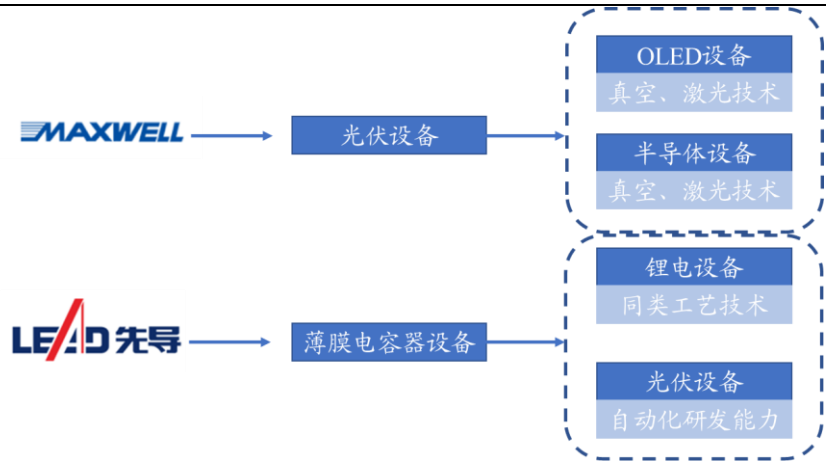 MAXWELL
光伏设备
OLED设备
真空、激光技术
半导体设备
真空、激光技术
LEAD先导
薄膜电容器设备
锂电设备
同类工艺技术
光伏设备
自动化研发能力